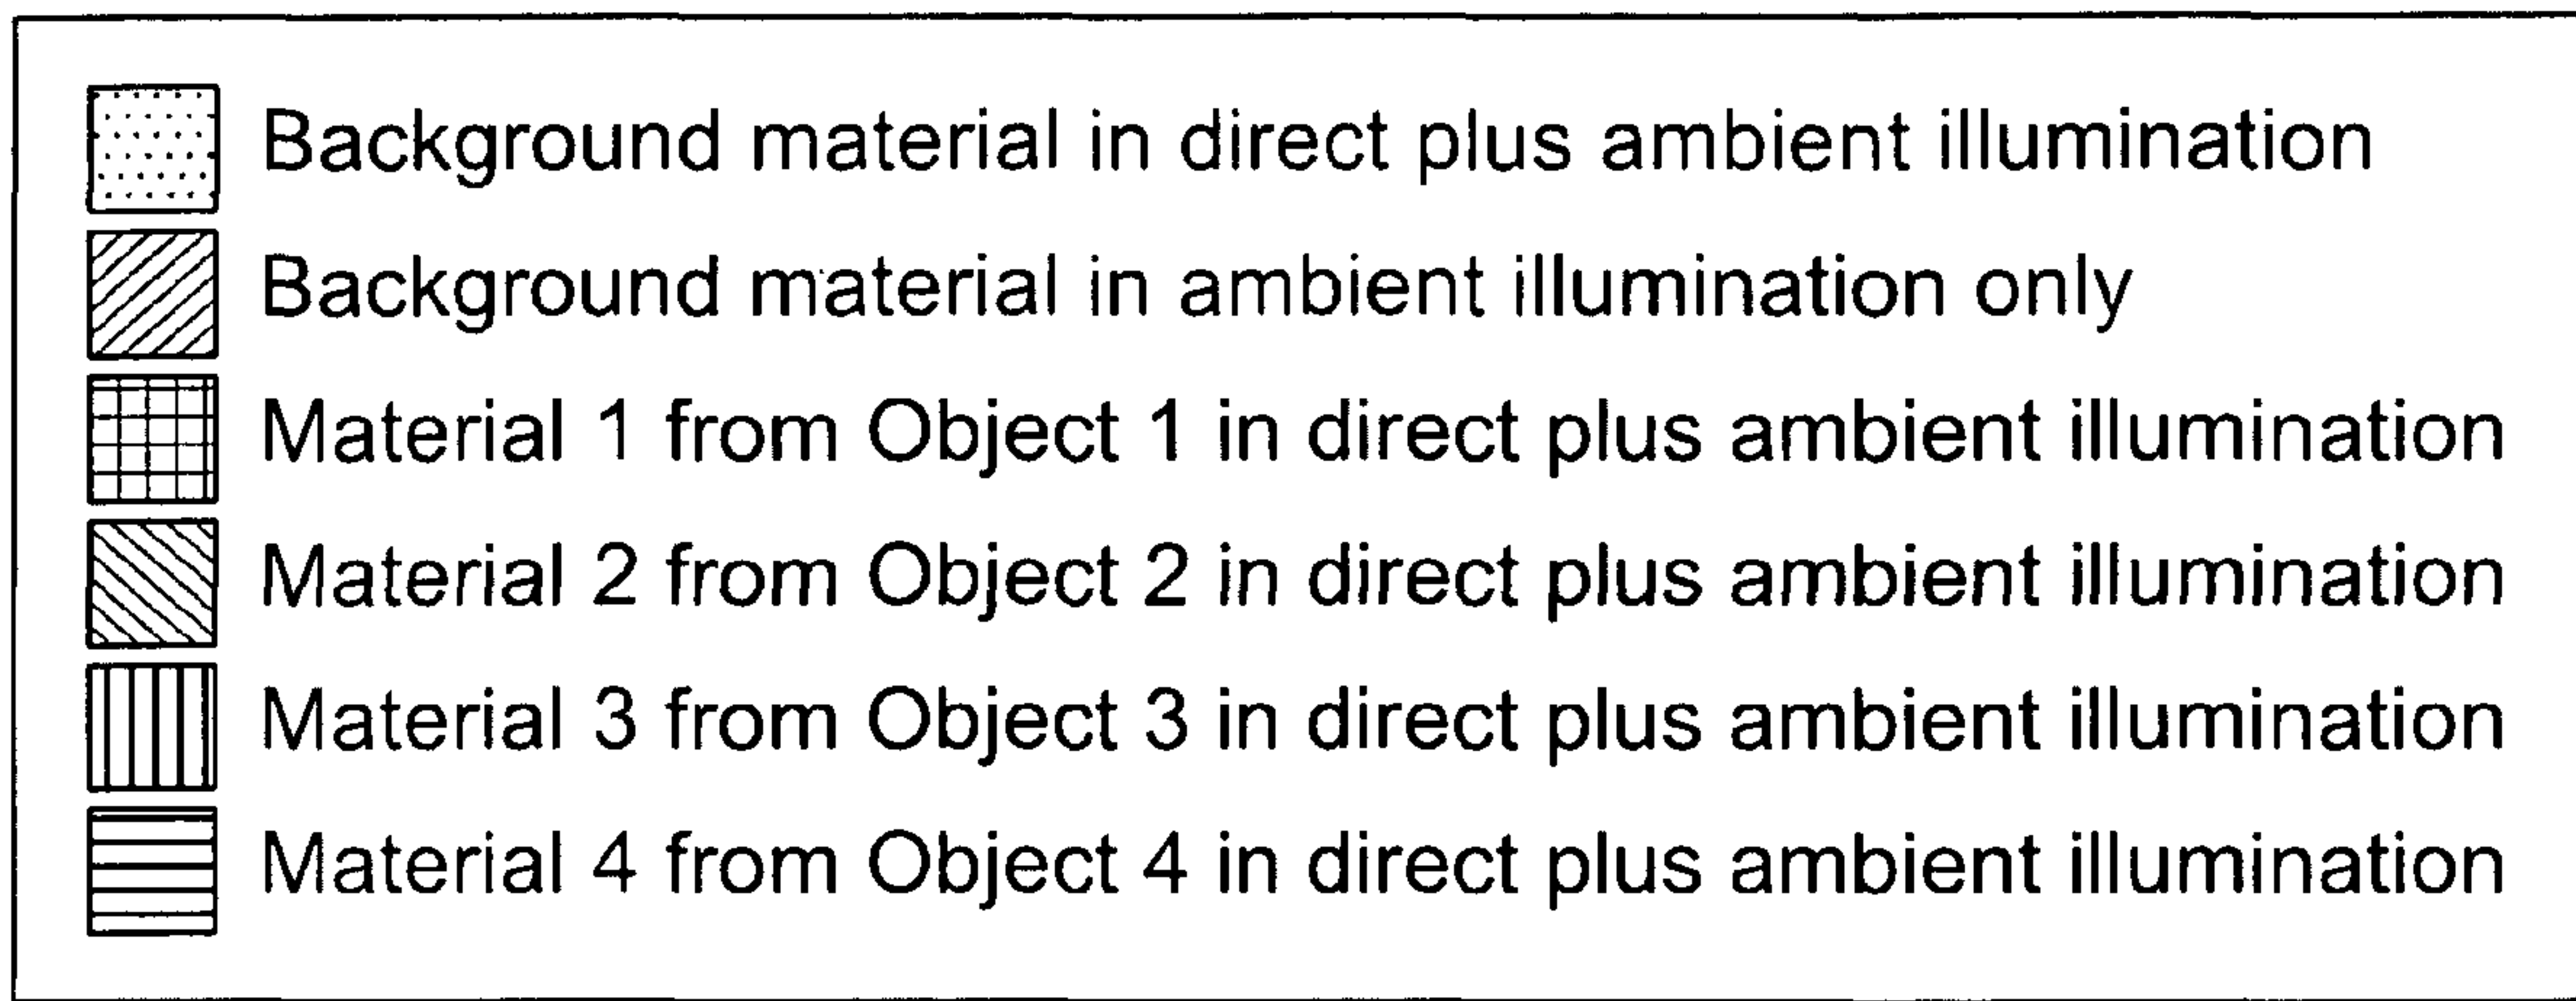 Background material in direct plus ambient illumination
Background material in ambient illumination only
Material 1 from Object 1 in direct plus ambient illumination
Material 2 from Object 2 in direct plus ambient illumination
Material 3 from Object 3 in direct plus ambient illumination
Material 4 from Object 4 in direct plus ambient illumination